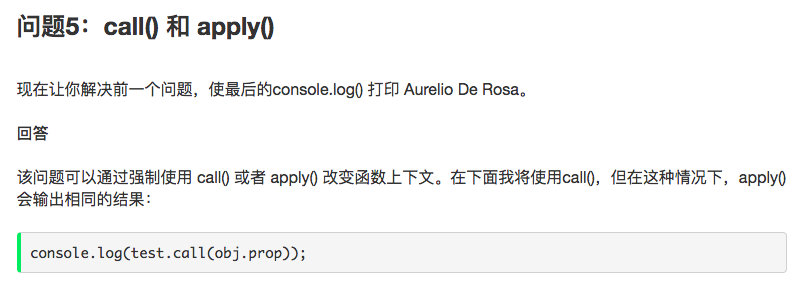 问题5：call() 和 apply()
现在让你解决前一个问题，使最后的console.log() 打印 Aurelio De Rosa。
回答
该问题可以通过强制使用 call() 或者 apply() 改变函数上下文。在下面我将使用call()，但在这种情况下，apply()
会输出相同的结果：
console.log(test.call(obj.prop));